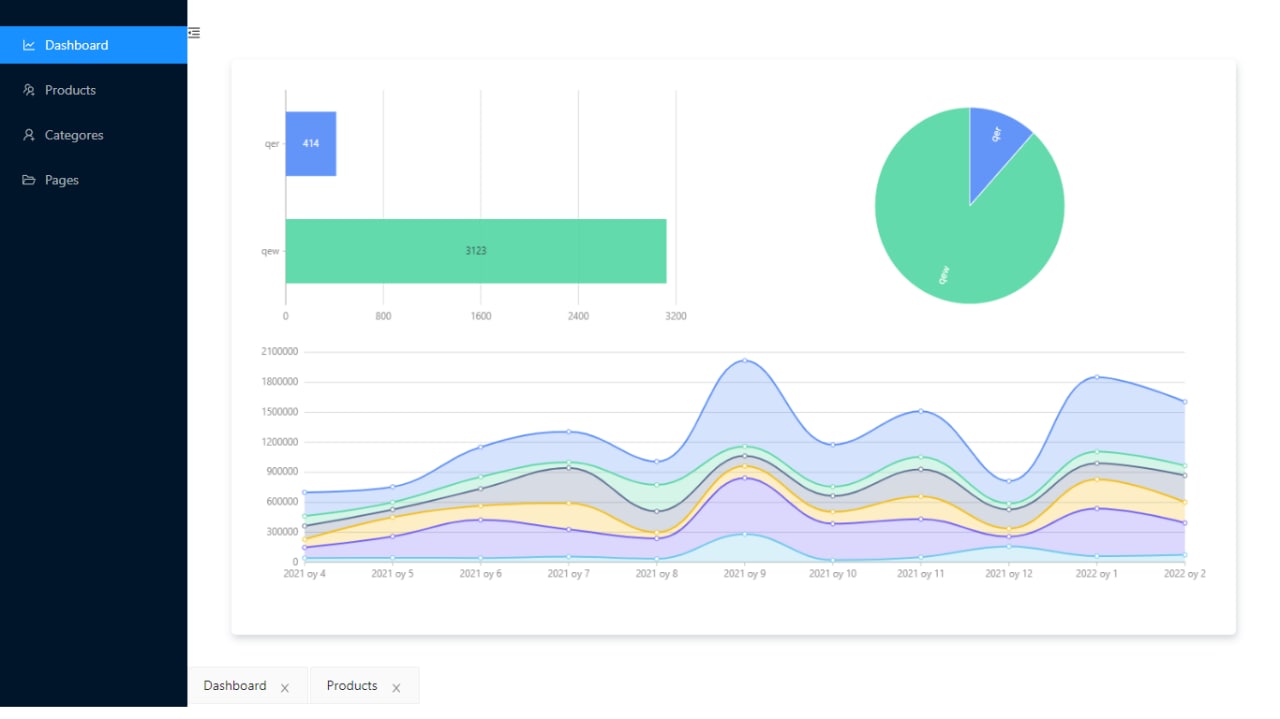 Dashboard
Products
Categores
Pages
qer
414
qew
3123
0 800 1600 2400 3200
qer
qew
2100000
1800000
1500000
1200000
900000
600000
300000
0
2021 oy 4 2021 oy 5 2021 oy 6 2021 oy 7 2021 oy 8 2021 oy 9 2021 oy 10 2021 oy 11 2021 oy 12 2022 oy 1 2022 oy 2
Dashboard Products